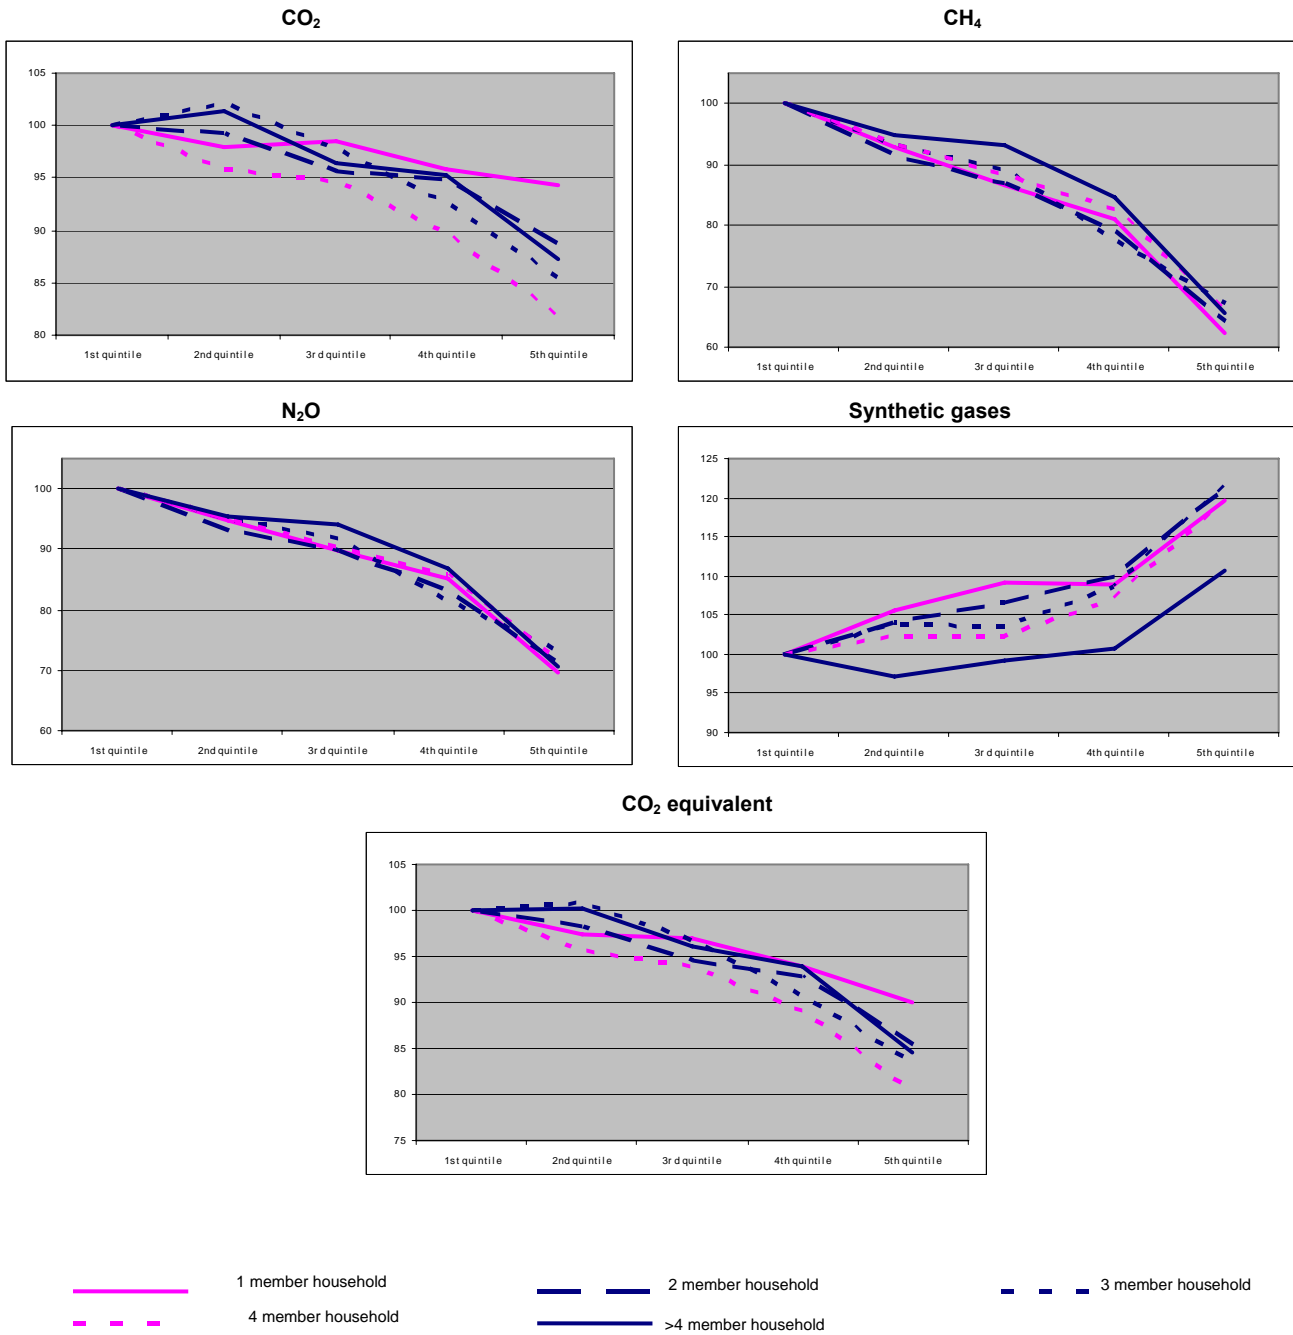 CO₂
105
100
95
90
85
80
1st quintile 2nd quintile 3rd quintile 4th quintile 5th quintile
CH₄
100
90
80
70
60
1st quintile 2nd quintile 3rd quintile 4th quintile 5th quintile
N₂O
100
90
80
70
60
1st quintile 2nd quintile 3rd quintile 4th quintile 5th quintile
Synthetic gases
125
120
115
110
105
100
95
90
1st quintile 2nd quintile 3rd quintile 4th quintile 5th quintile
CO₂ equivalent
105
100
95
90
85
80
75
1st quintile 2nd quintile 3rd quintile 4th quintile 5th quintile
1 member household 2 member household 3 member household
4 member household >4 member household